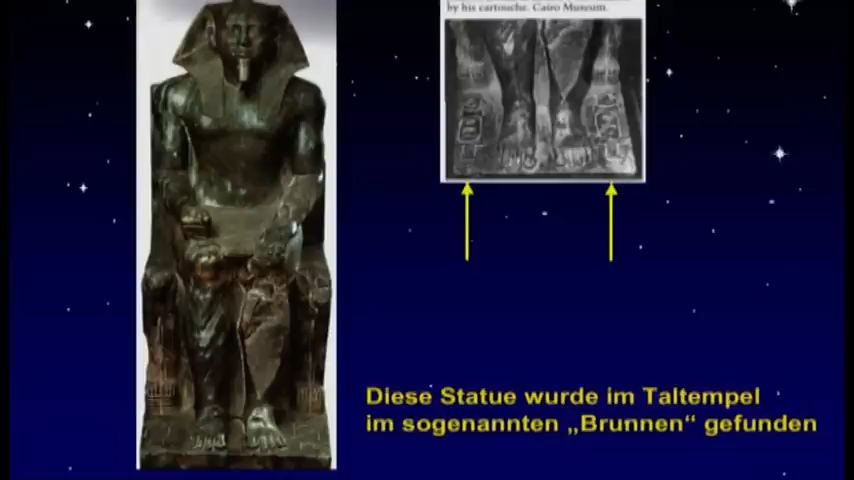 by his cartouche. Cairo Museum.
Diese Statue wurde im Taltempel
im sogenannten „Brunnen“ gefunden